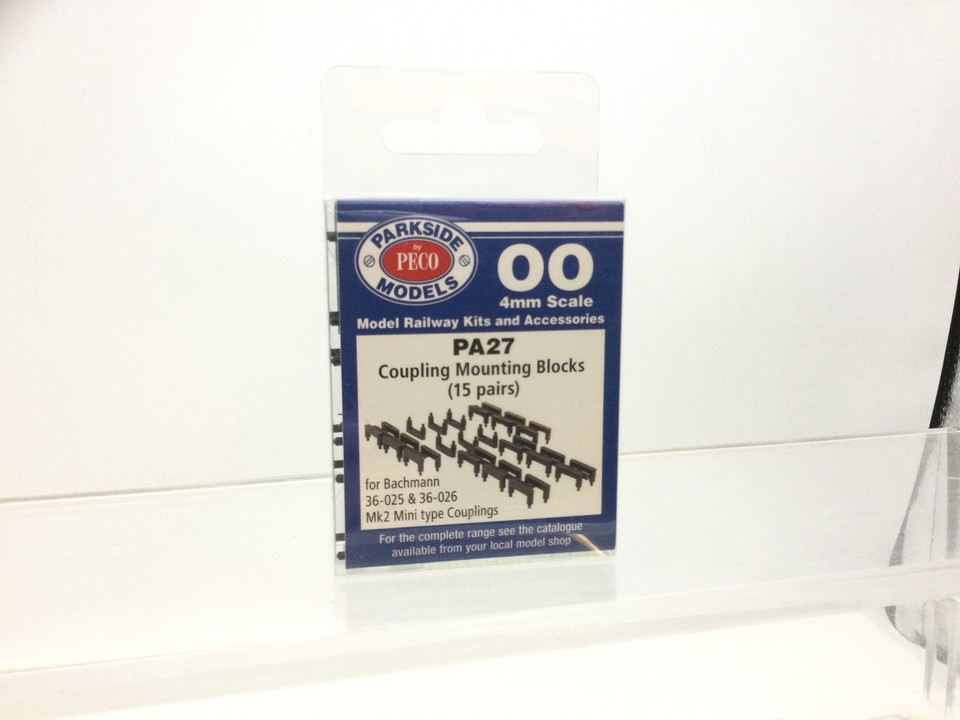 PARKSIDE
by
PECO
MODELS
OO
4mm Scale
Model Railway Kits and Accessories
PA27
Coupling Mounting Blocks
(15 pairs)
for Bachmann
36-025 & 36-026
Mk2 Mini type Couplings
For the complete range see the catalogue
available from your local model shop